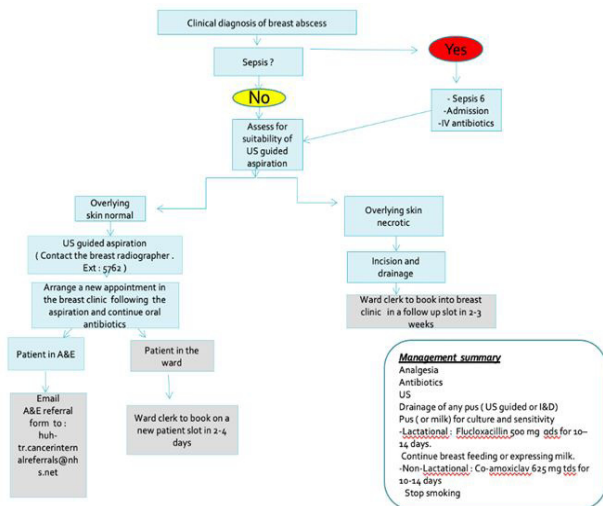 Clinical diagnosis of breast abscess
Sepsis ?
Yes
No
- Sepsis 6
-Admission
-IV antibiotics
Assess for
suitability of
US guided
aspiration
Overlying
skin normal
Overlying skin
necrotic
US guided aspiration
( Contact the breast radiographer .
Ext : 5762 )
Incision and
drainage
Arrange a new appointment in
the breast clinic following the
aspiration and continue oral
antibiotics
Ward clerk to book into breast
clinic in a follow up slot in 2-3
weeks
Patient in A&E
Patient in the
ward
Email
A&E referral
form to :
huh-
tr.cancerintern
alreferrals@nh
s.net
Ward clerk to book on a
new patient slot in 2-4
days
Management summary
Analgesia
Antibiotics
US
Drainage of any pus ( US guided or I&D)
Pus ( or milk) for culture and sensitivity
-Lactational : Flucloxacillin 500 mg qds for 10–
14 days.
Continue breast feeding or expressing milk.
-Non-Lactational : Co-amoxiclav 625 mg tds for
10-14 days
Stop smoking